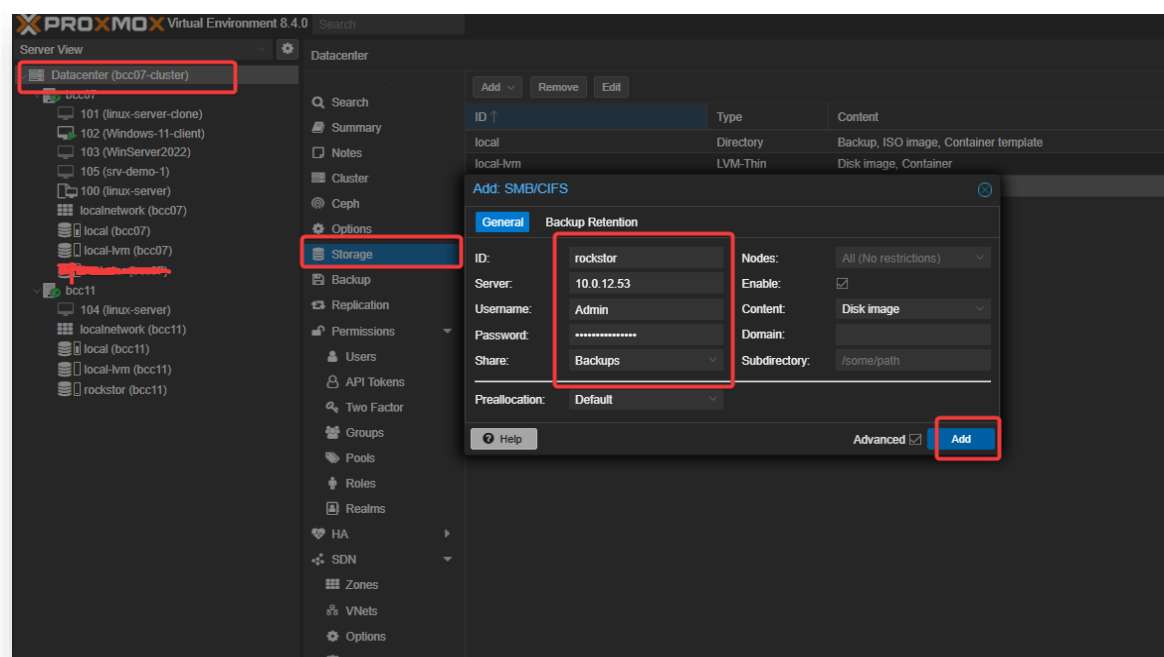 PROXMOX Virtual Environment 8.4.0 Search
Server View
Datacenter (bcc07-cluster)
bcc07
101 (linux-server-clone)
102 (Windows-11-client)
103 (WinServer2022)
105 (srv-demo-1)
100 (linux-server)
localnetwork (bcc07)
local (bcc07)
local-lvm (bcc07)
bcc11
104 (linux-server)
localnetwork (bcc11)
local (bcc11)
local-lvm (bcc11)
rockstor (bcc11)
Datacenter
Search
Summary
Notes
Cluster
Ceph
Options
Storage
Backup
Replication
Permissions
Users
API Tokens
Two Factor
Groups
Pools
Roles
Realms
HA
SDN
Zones
VNets
Options
Add Remove Edit
ID Type Content
local Directory Backup, ISO image, Container template
local-lvm LVM-Thin Disk image, Container
Add: SMB/CIFS
General Backup Retention
ID: rockstor Nodes: All (No restrictions)
Server: 10.0.12.53 Enable:
Username: Admin Content: Disk image
Password: ••••••••••••••• Domain:
Share: Backups Subdirectory: /some/path
Preallocation: Default
Help Advanced Add